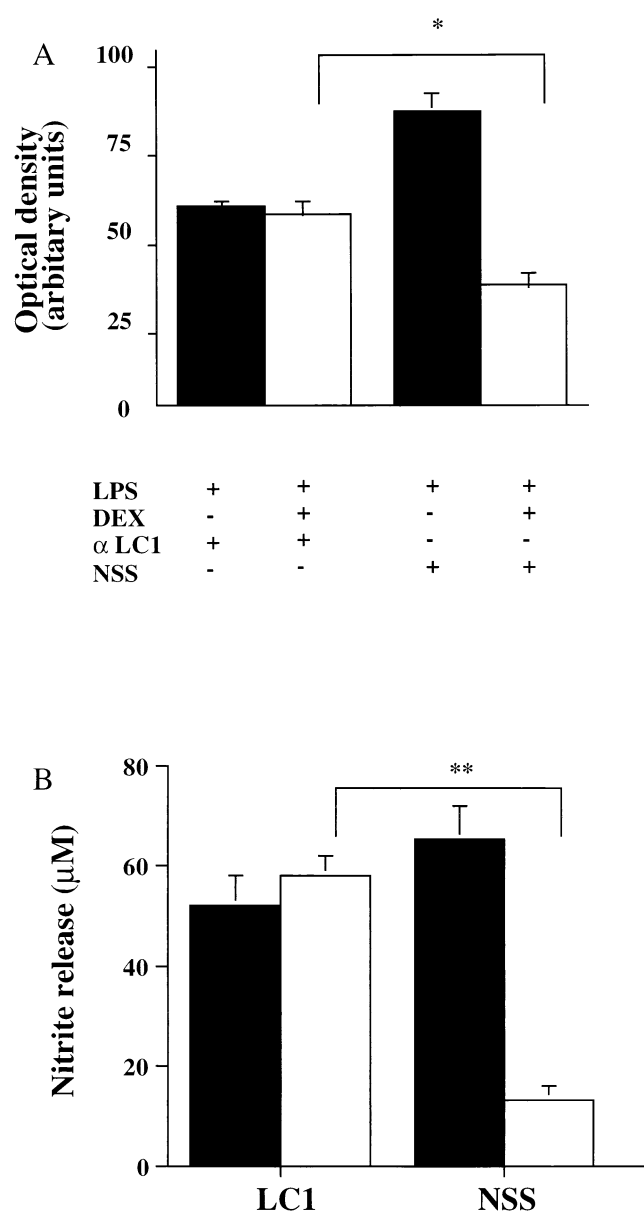 A
*
100
75
50
25
0
Optical density
(arbitary units)
LPS + + + +
DEX - + - +
α LC1 + + - -
NSS - - + +
B
**
80
60
40
20
0
Nitrite release (μM)
LC1 NSS